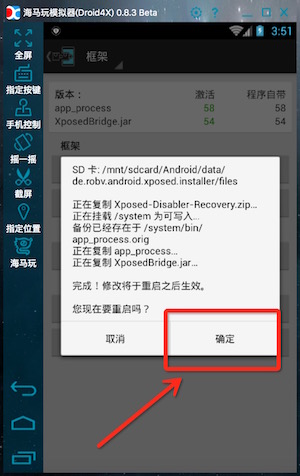 海马玩模拟器(Droid4X) 0.8.3 Beta
3:51
全屏
指定按键
手机控制
摇一摇
截屏
指定位置
海马玩
框架
版本：
激活
程序自带
app_process
58
58
XposedBridge.jar
54
54
框架
SD 卡: /mnt/sdcard/Android/data/
de.robv.android.xposed.installer/files
正在复制 Xposed-Disabler-Recovery.zip...
正在挂载 /system 为可写入...
备份已经存在于 /system/bin/
app_process.orig
正在复制 app_process...
正在复制 XposedBridge.jar...
完成！修改将于重启之后生效。
您现在要重启吗？
取消
确定